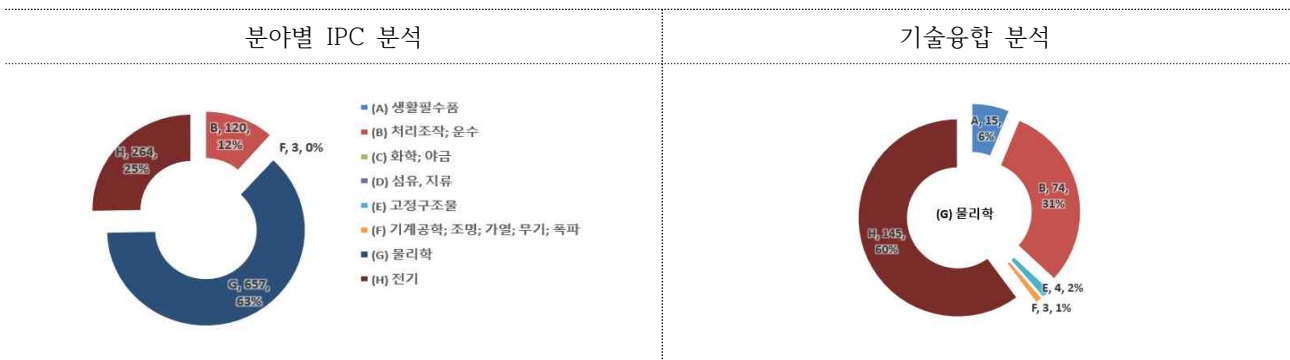 분야별 IPC 분석
기술융합 분석
B, 120,
12%
F, 3, 0%
H, 264,
25%
G, 657,
63%
(A) 생활필수품
(B) 처리조작; 운수
(C) 화학; 야금
(D) 섬유, 지류
(E) 고정구조물
(F) 기계공학; 조명; 가열; 무기; 폭파
(G) 물리학
(H) 전기
A, 15,
6%
B, 74,
31%
(G) 물리학
H, 145,
60%
E, 4, 2%
F, 3, 1%